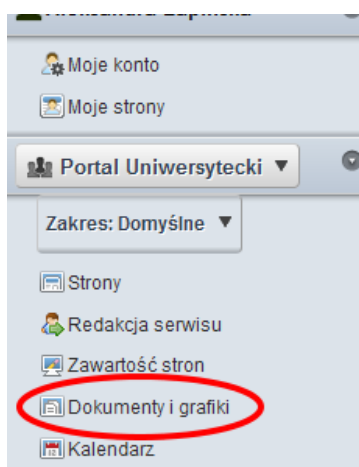 Moje konto
Moje strony
Portal Uniwersytecki
Zakres: Domyślne
Strony
Redakcja serwisu
Zawartość stron
Dokumenty i grafiki
Kalendarz